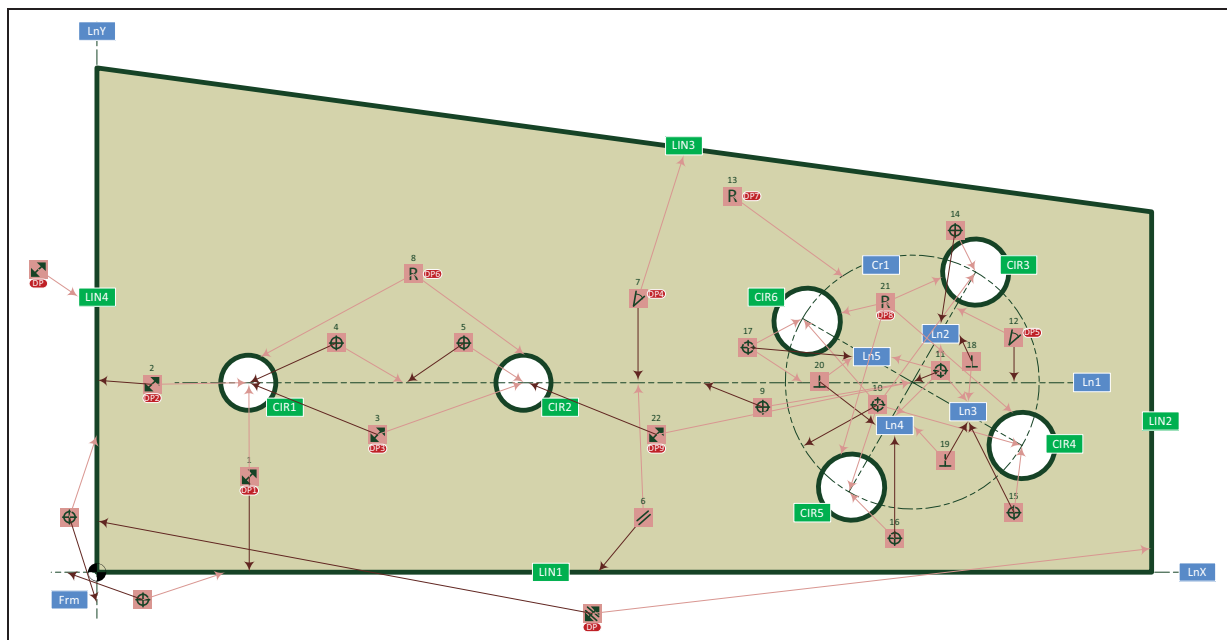 LnY
LIN3
13
R DP7
14
8
R DP6
Cr1
CIR3
DP
7
DP4
LIN4
CIR6
21
R
DP8
4
5
17
Ln2
12
DP5
2
DP2
Ln5
20
11
18
Ln1
CIR1
CIR2
9
10
Ln3
3
DP3
22
DP9
Ln4
LIN2
CIR4
1
DP1
19
6
CIR5
15
16
LIN1
LnX
Frm
DP